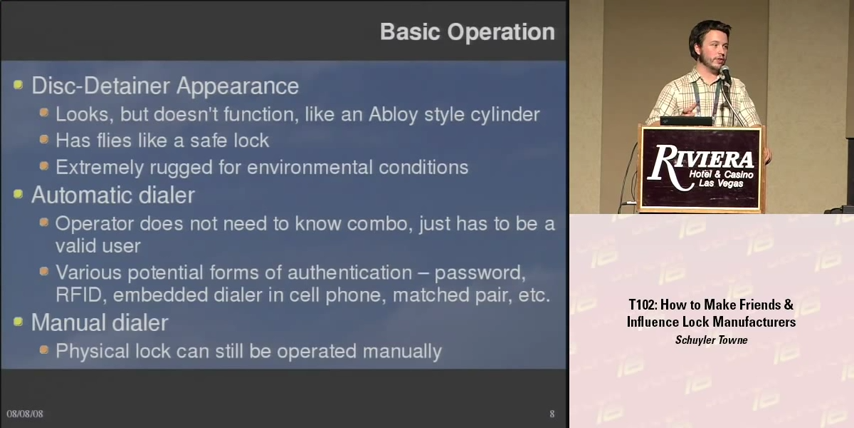 Basic Operation
Disc-Detainer Appearance
Looks, but doesn't function, like an Abloy style cylinder
Has flies like a safe lock
Extremely rugged for environmental conditions
Automatic dialer
Operator does not need to know combo, just has to be a
valid user
Various potential forms of authentication – password,
RFID, embedded dialer in cell phone, matched pair, etc.
Manual dialer
Physical lock can still be operated manually
08/08/08
8
RIVIERA
Hotel & Casino
Las Vegas
T102: How to Make Friends &
Influence Lock Manufacturers
Schuyler Towne